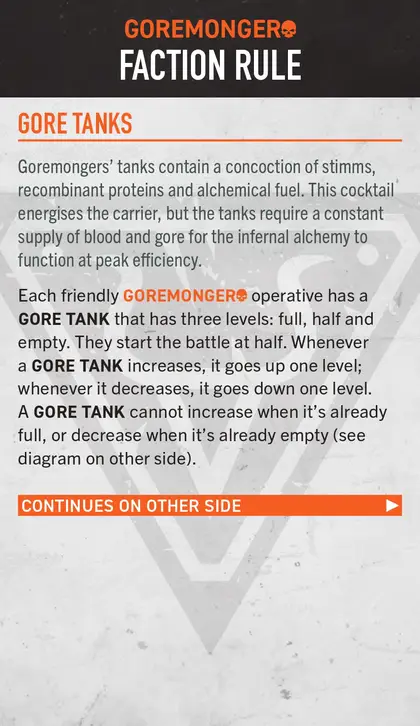 GOREMONGER
FACTION RULE
GORE TANKS
Goremongers’ tanks contain a concoction of stimms,
recombinant proteins and alchemical fuel. This cocktail
energises the carrier, but the tanks require a constant
supply of blood and gore for the infernal alchemy to
function at peak efficiency.
Each friendly GOREMONGER operative has a
GORE TANK that has three levels: full, half and
empty. They start the battle at half. Whenever
a GORE TANK increases, it goes up one level;
whenever it decreases, it goes down one level.
A GORE TANK cannot increase when it’s already
full, or decrease when it’s already empty (see
diagram on other side).
CONTINUES ON OTHER SIDE